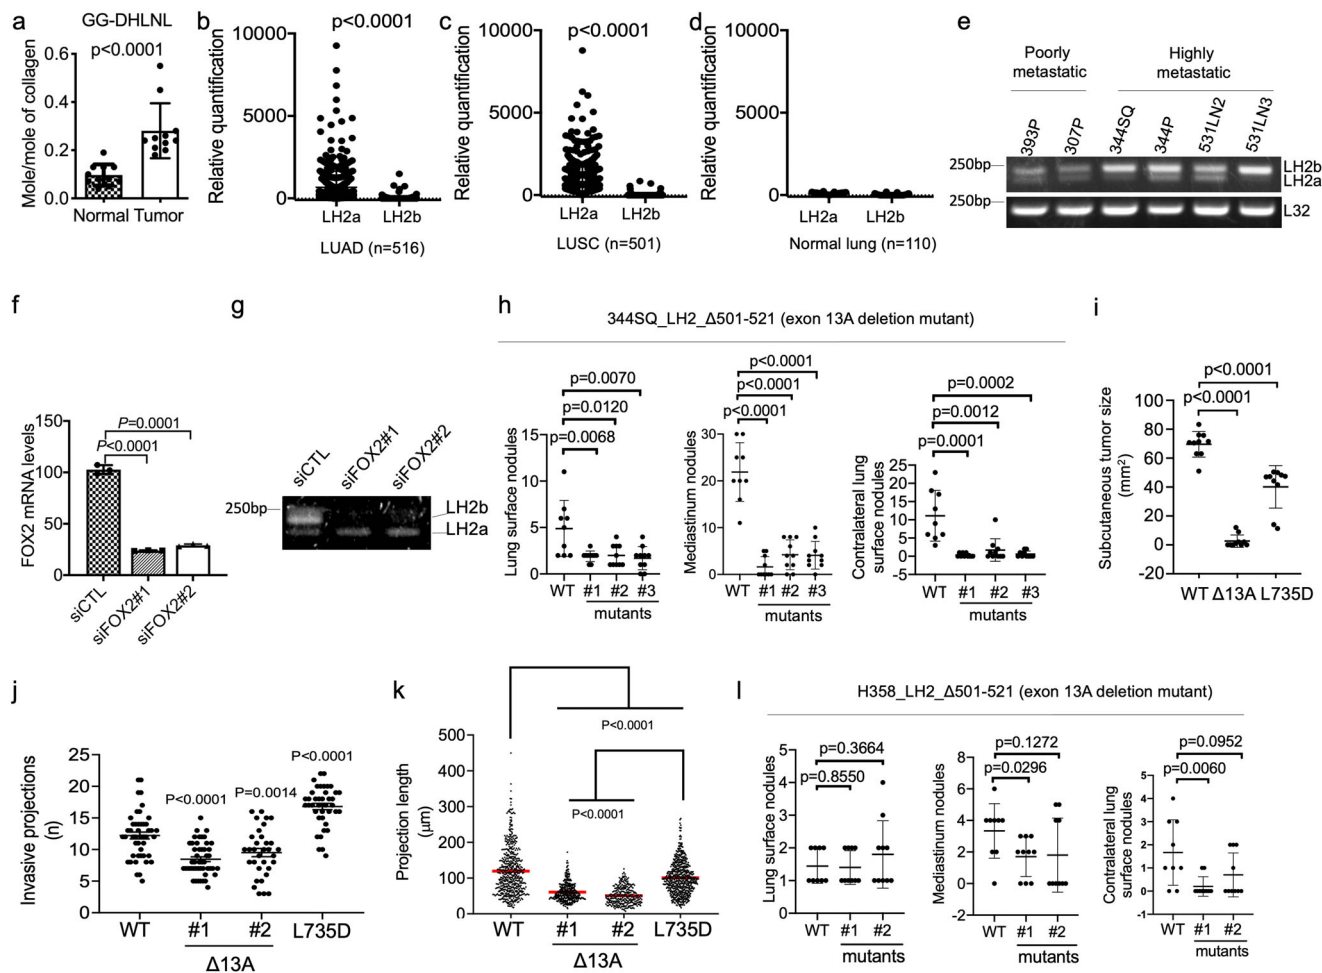 a
GG-DHLNL
p<0.0001
Mole/mole of collagen
0.6
0.4
0.2
0.0
Normal Tumor
b
p<0.0001
Relative quantification
10000
5000
0
LH2a LH2b
LUAD (n=516)
c
p<0.0001
Relative quantification
10000
5000
0
LH2a LH2b
LUSC (n=501)
d
Relative quantification
10000
5000
0
LH2a LH2b
Normal lung (n=110)
e
Poorly
metastatic
Highly
metastatic
393P
307P
344SQ
344P
531LN2
531LN3
250bp
LH2b
LH2a
250bp
L32
f
FOX2 mRNA levels
150
100
50
0
P=0.0001
P<0.0001
siCTL
siFOX2#1
siFOX2#2
g
siCTL
siFOX2#1
siFOX2#2
250bp
LH2b
LH2a
h
344SQ_LH2_Δ501-521 (exon 13A deletion mutant)
p=0.0070
p=0.0120
p=0.0068
Lung surface nodules
15
10
5
0
WT #1 #2 #3
mutants
p<0.0001
p<0.0001
p<0.0001
Mediastinum nodules
30
20
10
0
WT #1 #2 #3
mutants
p=0.0002
p=0.0012
p=0.0001
Contralateral lung
surface nodules
25
20
15
10
5
0
-5
WT #1 #2 #3
mutants
i
p<0.0001
p<0.0001
Subcutaneous tumor size
(mm²)
100
80
60
40
20
0
-20
WT Δ13A L735D
j
Invasive projections
(n)
25
20
15
10
5
0
P<0.0001
P=0.0014
P<0.0001
WT #1 #2 L735D
Δ13A
k
Projection length
(μm)
500
400
300
200
100
0
P<0.0001
P<0.0001
WT #1 #2 L735D
Δ13A
l
H358_LH2_Δ501-521 (exon 13A deletion mutant)
p=0.3664
p=0.8550
Lung surface nodules
5
4
3
2
1
0
WT #1 #2
mutants
p=0.1272
p=0.0296
Mediastinum nodules
8
6
4
2
0
-2
WT #1 #2
mutants
p=0.0952
p=0.0060
Contralateral lung
surface nodules
5
4
3
2
1
0
-1
WT #1 #2
mutants